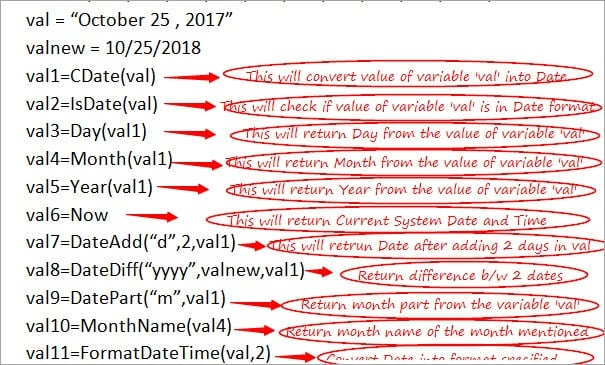 val = “October 25 , 2017”
valnew = 10/25/2018
val1=CDate(val) This will convert value of variable 'val' into Date
val2=IsDate(val) This will check if value of variable 'val' is in Date format
val3=Day(val1) This will return Day from the value of variable 'val'
val4=Month(val1) This will return Month from the value of variable 'val'
val5=Year(val1) This will return Year from the value of variable 'val'
val6=Now This will return Current System Date and Time
val7=DateAdd(“d”,2,val1) This will retrun Date after adding 2 days in val
val8=DateDiff(“yyyy”,valnew,val1) Return difference b/w 2 dates
val9=DatePart(“m”,val1) Return month part from the variable 'val'
val10=MonthName(val4) Return month name of the month mentioned
val11=FormatDateTime(val,2) Convert Date into format specified